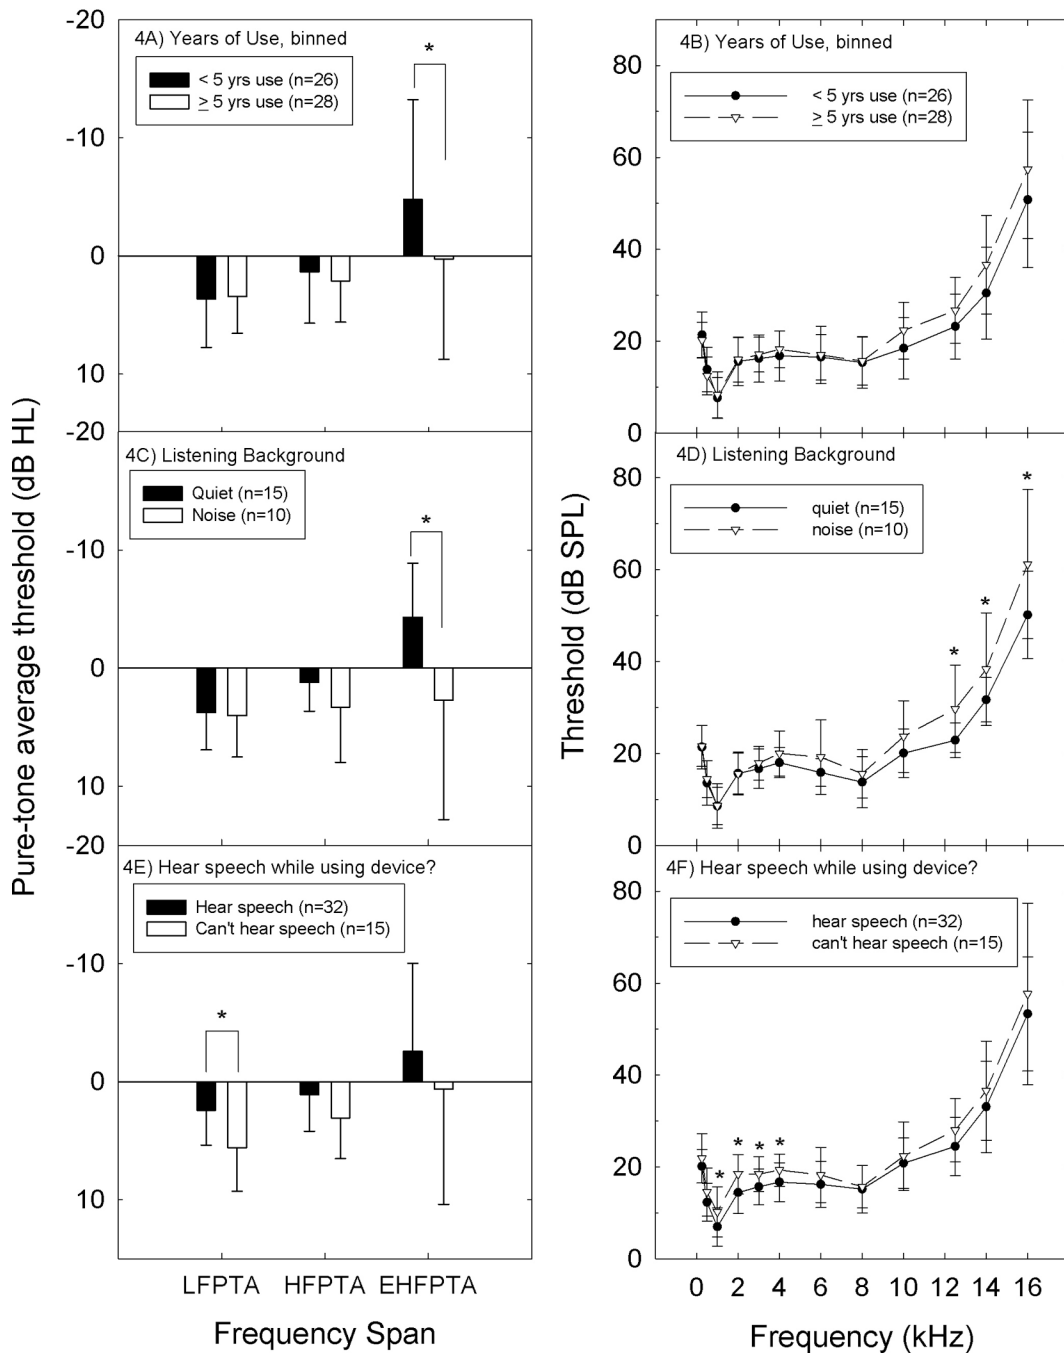 Pure-tone average threshold (dB HL)
-20
-10
0
10
-20
-10
0
10
-20
-10
0
10
4A) Years of Use, binned
< 5 yrs use (n=26)
≥ 5 yrs use (n=28)
*
4C) Listening Background
Quiet (n=15)
Noise (n=10)
*
4E) Hear speech while using device?
Hear speech (n=32)
Can't hear speech (n=15)
*
LFPTA HFPTA EHFPTA
Frequency Span
Threshold (dB SPL)
80
60
40
20
0
80
60
40
20
0
80
60
40
20
0
4B) Years of Use, binned
< 5 yrs use (n=26)
≥ 5 yrs use (n=28)
4D) Listening Background
quiet (n=15)
noise (n=10)
* * *
4F) Hear speech while using device?
hear speech (n=32)
can't hear speech (n=15)
* * * *
0 2 4 6 8 10 12 14 16
Frequency (kHz)